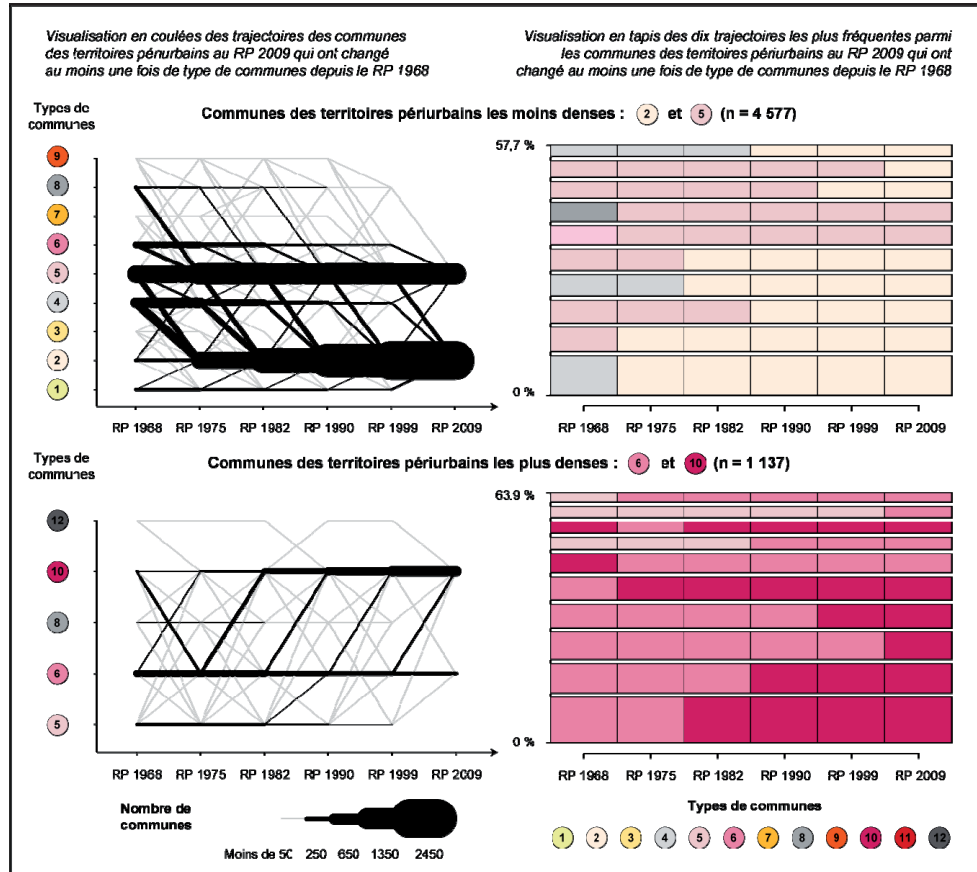 Visualisation en coulées des trajectoires des communes
des territoires périurbains au RP 2009 qui ont changé
au moins une fois de type de communes depuis le RP 1968
Visualisation en tapis des dix trajectoires les plus fréquentes parmi
les communes des territoires périurbains au RP 2009 qui ont
changé au moins une fois de type de communes depuis le RP 1968
Types de
communes
Communes des territoires périurbains les moins denses : 2 et 5 (n = 4 577)
9
8
7
6
5
4
3
2
1
57,7 %
0 %
RP 1968 RP 1975 RP 1982 RP 1990 RP 1999 RP 2009
RP 1968 RP 1975 RP 1982 RP 1990 RP 1999 RP 2009
Types de
communes
Communes des territoires périurbains les plus denses : 6 et 10 (n = 1 137)
12
10
8
6
5
63.9 %
0 %
RP 1968 RP 1975 RP 1982 RP 1990 RP 1999 RP 2009
RP 1968 RP 1975 RP 1982 RP 1990 RP 1999 RP 2009
Nombre de
communes
Moins de 50 250 650 1350 2450
Types de communes
1 2 3 4 5 6 7 8 9 10 11 12